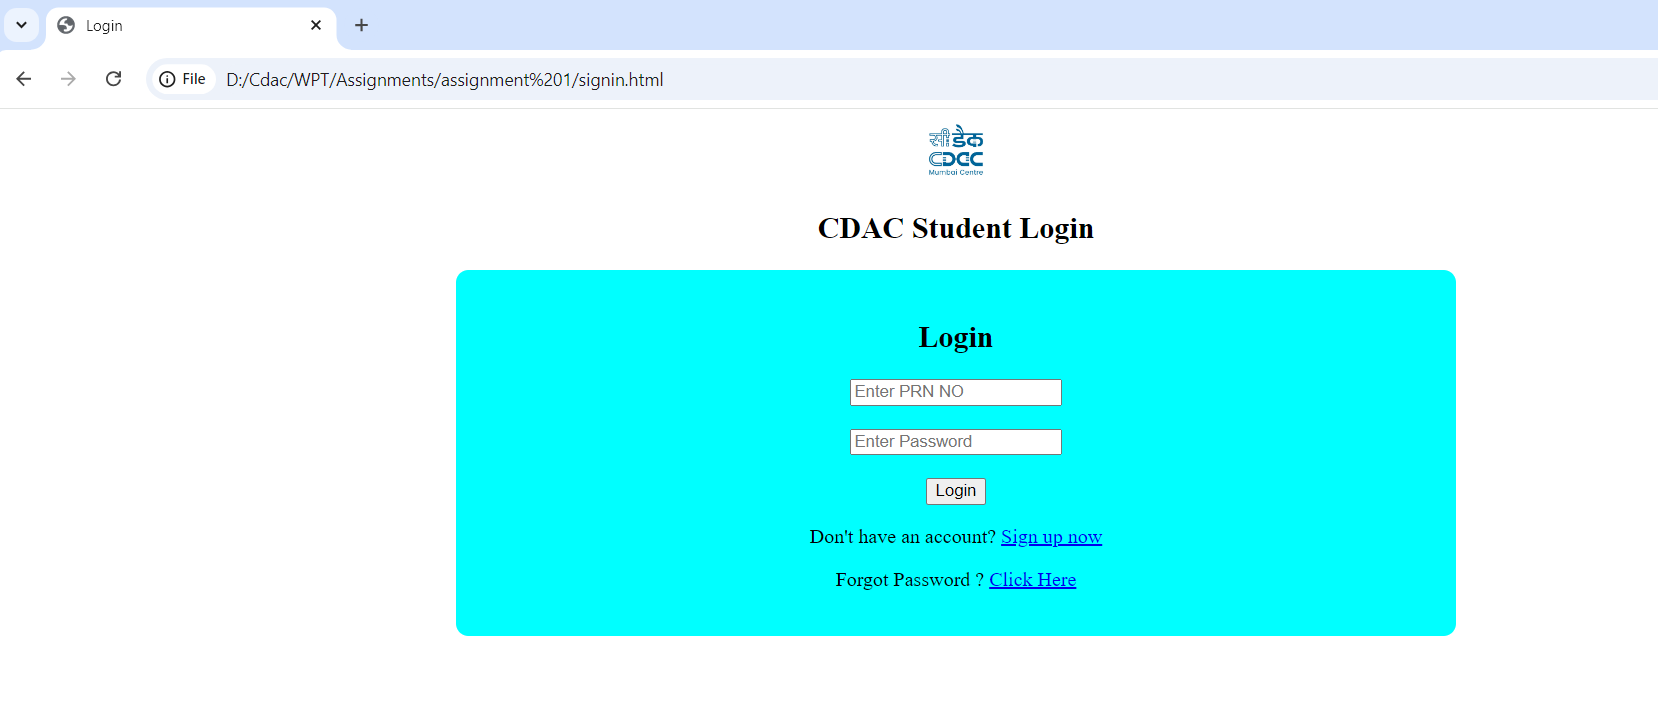 Login
File D:/Cdac/WPT/Assignments/assignment%201/signin.html
सी डैक
CDAC
Mumbai Centre
CDAC Student Login
Login
Enter PRN NO
Enter Password
Login
Don't have an account? Sign up now
Forgot Password ? Click Here